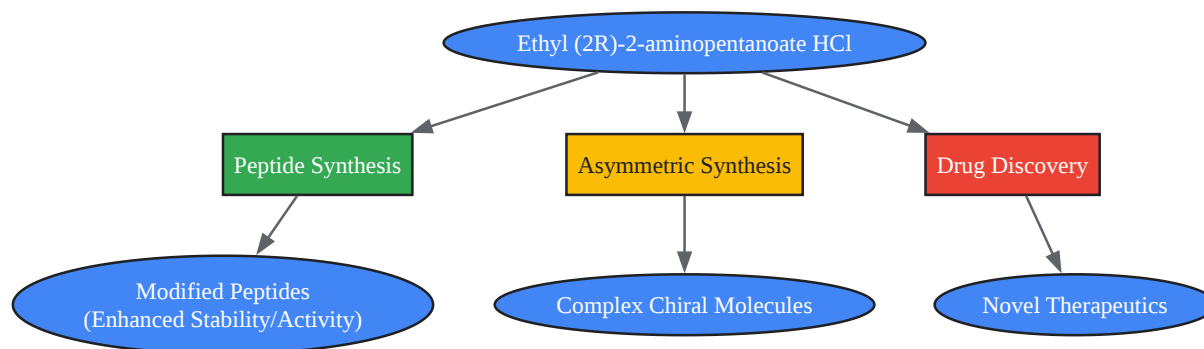 Ethyl (2R)-2-aminopentanoate HCl
Peptide Synthesis
Asymmetric Synthesis
Drug Discovery
Modified Peptides
(Enhanced Stability/Activity)
Complex Chiral Molecules
Novel Therapeutics